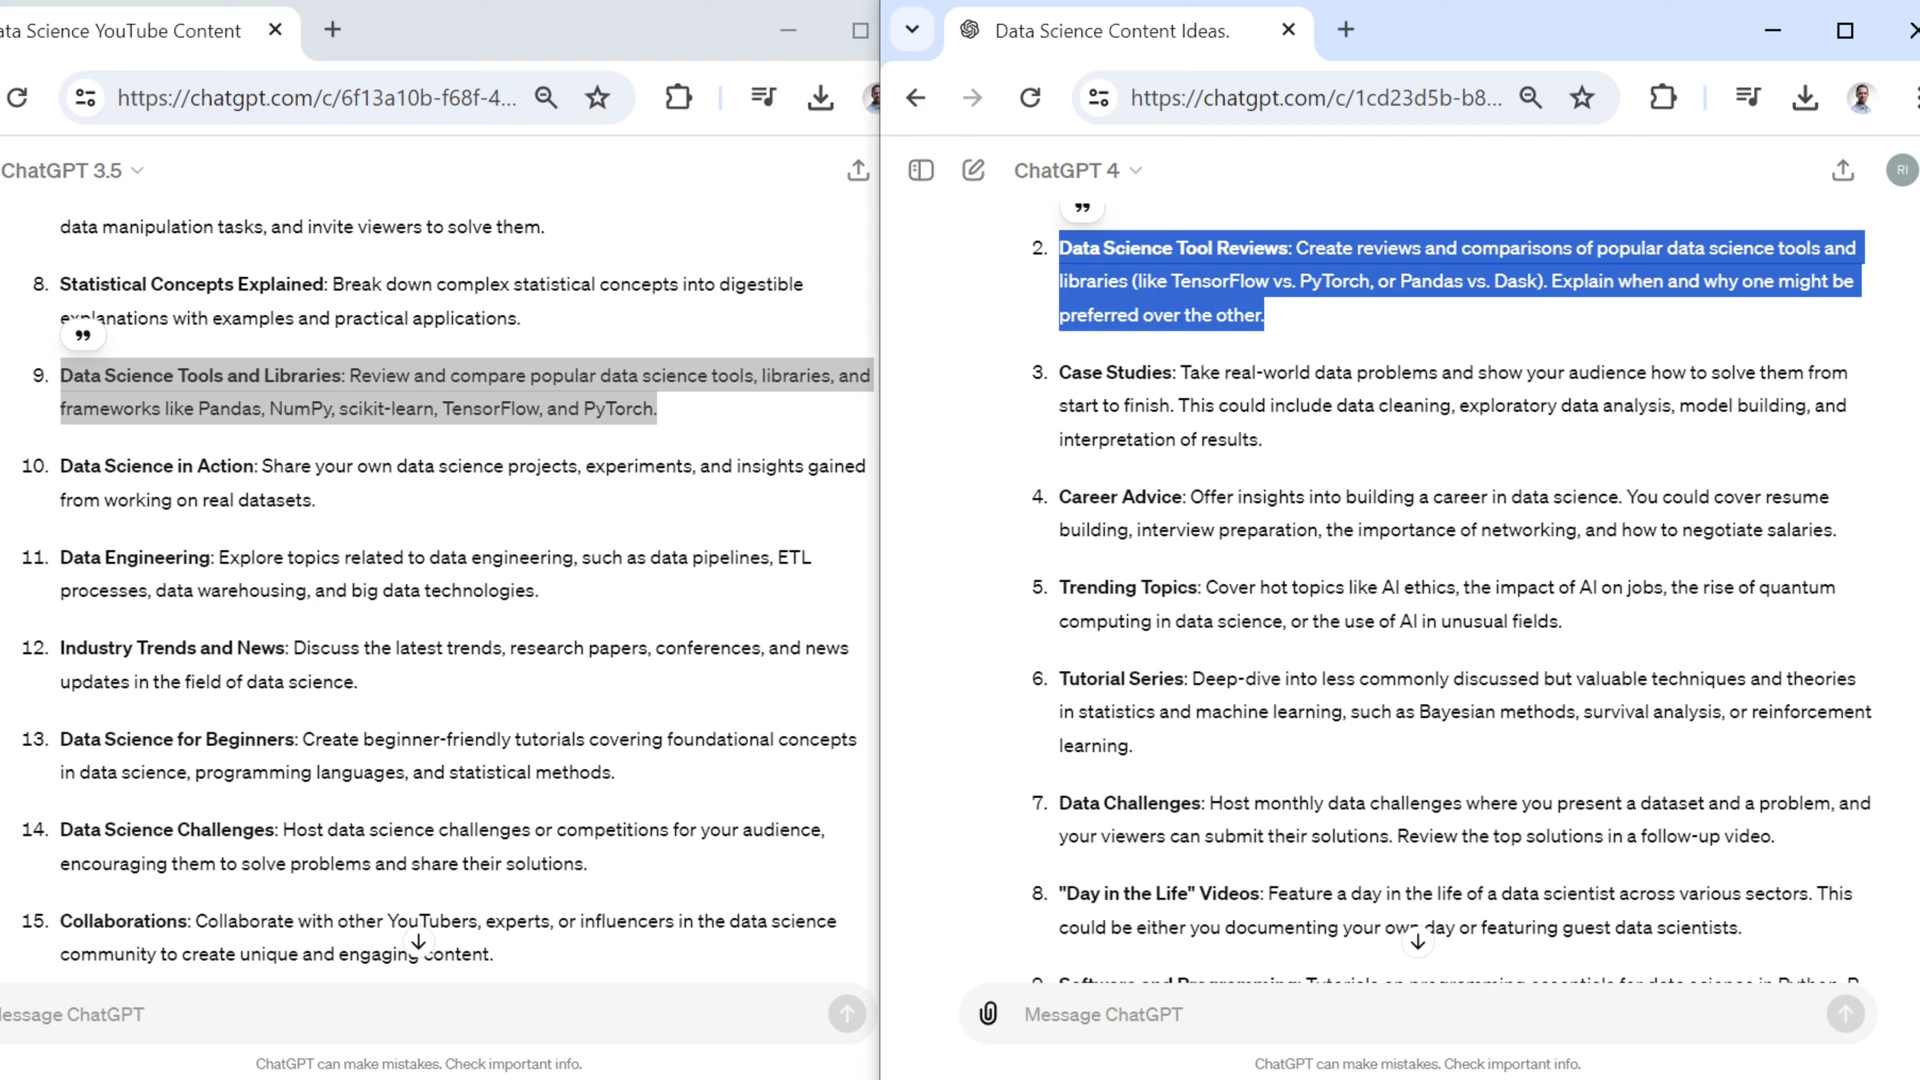 ata Science YouTube Content
https://chatgpt.com/c/6f13a10b-f68f-4...
ChatGPT 3.5
data manipulation tasks, and invite viewers to solve them.
8. Statistical Concepts Explained: Break down complex statistical concepts into digestible
explanations with examples and practical applications.
9. Data Science Tools and Libraries: Review and compare popular data science tools, libraries, and
frameworks like Pandas, NumPy, scikit-learn, TensorFlow, and PyTorch.
10. Data Science in Action: Share your own data science projects, experiments, and insights gained
from working on real datasets.
11. Data Engineering: Explore topics related to data engineering, such as data pipelines, ETL
processes, data warehousing, and big data technologies.
12. Industry Trends and News: Discuss the latest trends, research papers, conferences, and news
updates in the field of data science.
13. Data Science for Beginners: Create beginner-friendly tutorials covering foundational concepts
in data science, programming languages, and statistical methods.
14. Data Science Challenges: Host data science challenges or competitions for your audience,
encouraging them to solve problems and share their solutions.
15. Collaborations: Collaborate with other YouTubers, experts, or influencers in the data science
community to create unique and engaging content.
essage ChatGPT
ChatGPT can make mistakes. Check important info.
Data Science Content Ideas.
https://chatgpt.com/c/1cd23d5b-b8...
ChatGPT 4
RI
2. Data Science Tool Reviews: Create reviews and comparisons of popular data science tools and
libraries (like TensorFlow vs. PyTorch, or Pandas vs. Dask). Explain when and why one might be
preferred over the other.
3. Case Studies: Take real-world data problems and show your audience how to solve them from
start to finish. This could include data cleaning, exploratory data analysis, model building, and
interpretation of results.
4. Career Advice: Offer insights into building a career in data science. You could cover resume
building, interview preparation, the importance of networking, and how to negotiate salaries.
5. Trending Topics: Cover hot topics like AI ethics, the impact of AI on jobs, the rise of quantum
computing in data science, or the use of AI in unusual fields.
6. Tutorial Series: Deep-dive into less commonly discussed but valuable techniques and theories
in statistics and machine learning, such as Bayesian methods, survival analysis, or reinforcement
learning.
7. Data Challenges: Host monthly data challenges where you present a dataset and a problem, and
your viewers can submit their solutions. Review the top solutions in a follow-up video.
8. "Day in the Life" Videos: Feature a day in the life of a data scientist across various sectors. This
could be either you documenting your own day or featuring guest data scientists.
9. Software and Programming: Tutorials on programming essentials for data science in Python, R
Message ChatGPT
ChatGPT can make mistakes. Check important info.